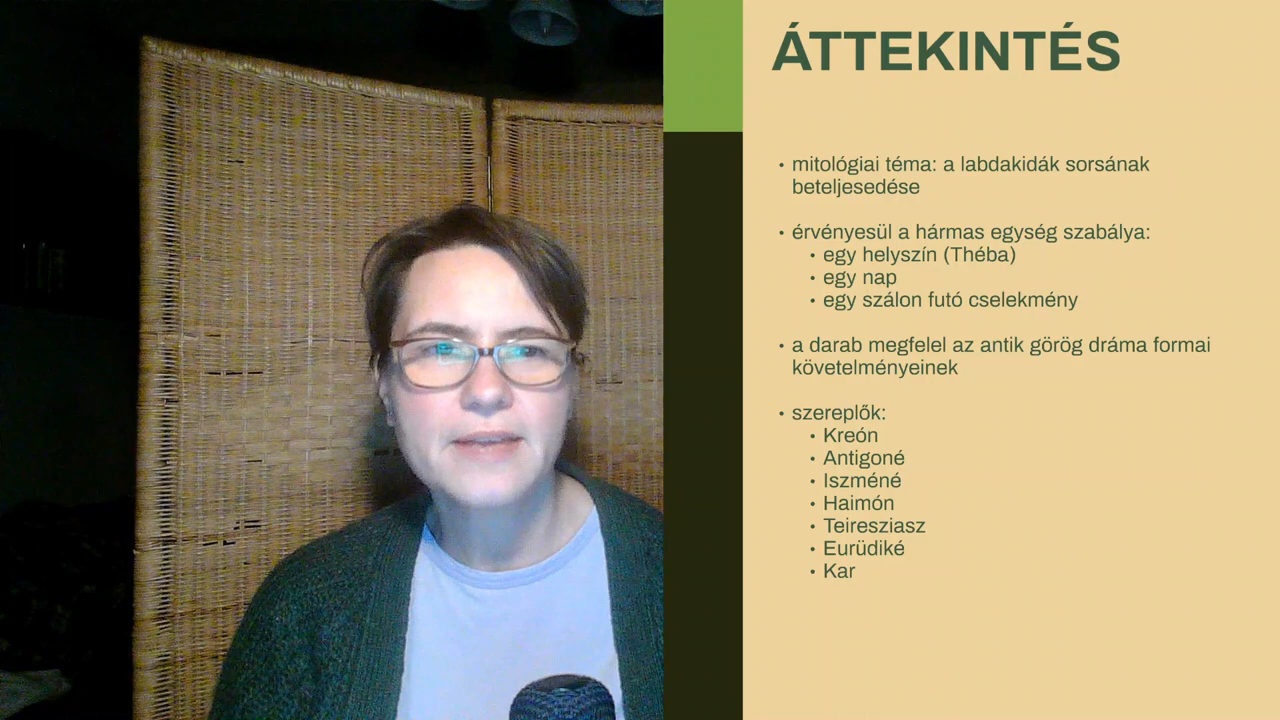 ÁTTEKINTÉS
• mitológiai téma: a labdakidák sorsának
beteljesedése
• érvényesül a hármas egység szabálya:
• egy helyszín (Théba)
• egy nap
• egy szálon futó cselekmény
• a darab megfelel az antik görög dráma formai
követelményeinek
• szereplők:
• Kreón
• Antigoné
• Iszméné
• Haimón
• Teiresziasz
• Eurüdiké
• Kar